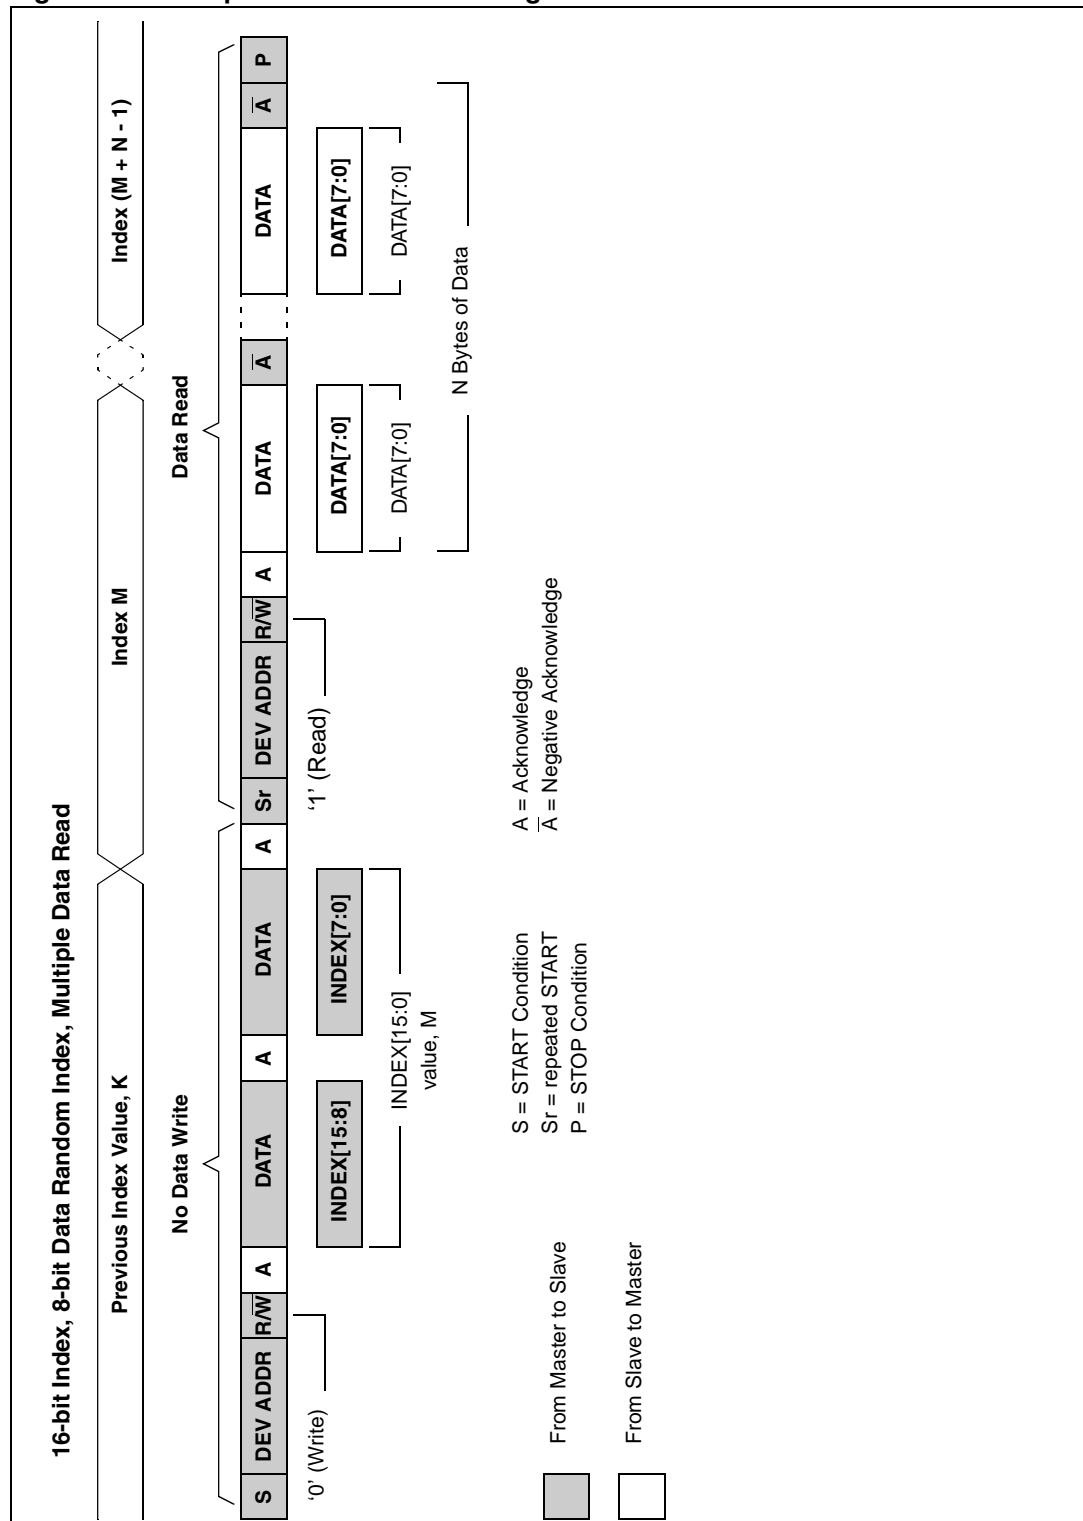 16-bit Index, 8-bit Data Random Index, Multiple Data Read
Previous Index Value, K
Index M
Index (M + N - 1)
No Data Write
Data Read
S DEV ADDR R/W̅ A DATA A DATA A Sr DEV ADDR R/W̅ A DATA A̅ DATA A̅ P
'0' (Write)
INDEX[15:8]
INDEX[7:0]
'1' (Read)
DATA[7:0]
DATA[7:0]
INDEX[15:0]
value, M
DATA[7:0]
DATA[7:0]
N Bytes of Data
From Master to Slave
From Slave to Master
S = START Condition
Sr = repeated START
P = STOP Condition
A = Acknowledge
A̅ = Negative Acknowledge